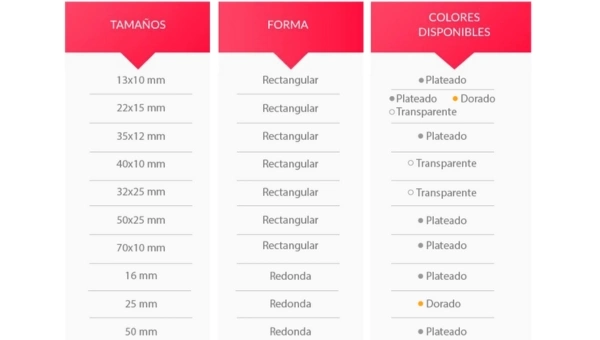 TAMAÑOS FORMA COLORES
DISPONIBLES
13x10 mm Rectangular Plateado
22x15 mm Rectangular Plateado Dorado
Transparente
35x12 mm Rectangular Plateado
40x10 mm Rectangular Transparente
32x25 mm Rectangular Transparente
50x25 mm Rectangular Plateado
70x10 mm Rectangular Plateado
16 mm Redonda Plateado
25 mm Redonda Dorado
50 mm Redonda Plateado